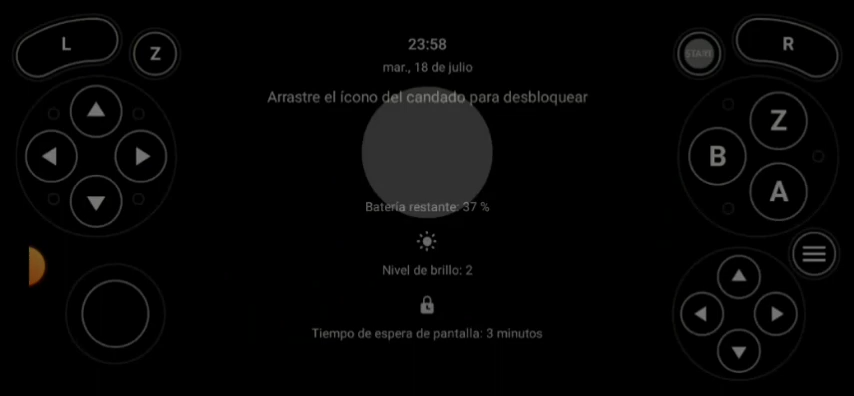 L
Z
23:58
START
R
mar., 18 de julio
Arrastre el ícono del candado para desbloquear
Z
B
A
Batería restante: 37 %
Nivel de brillo: 2
Tiempo de espera de pantalla: 3 minutos